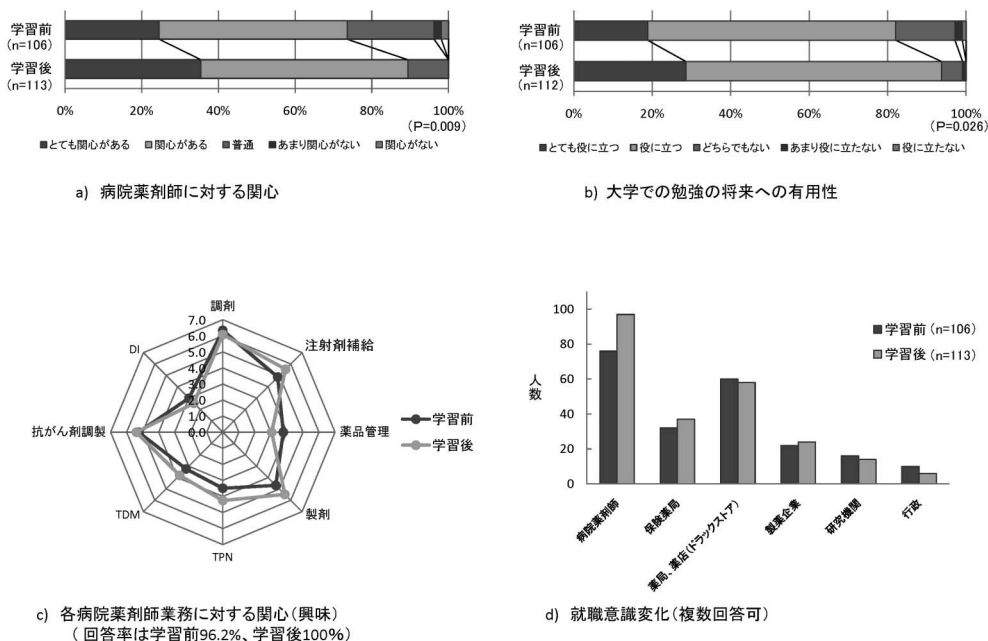 学習前
(n=106)
学習後
(n=113)
0% 20% 40% 60% 80% 100%
(P=0.009)
■とても関心がある ■関心がある ■普通 ■あまり関心がない ■関心がない
a) 病院薬剤師に対する関心
学習前
(n=106)
学習後
(n=112)
0% 20% 40% 60% 80% 100%
(P=0.026)
■とても役に立つ ■役に立つ ■どちらでもない ■あまり役に立たない ■役に立たない
b) 大学での勉強の将来への有用性
調剤
7.0
6.0
5.0
4.0
3.0
2.0
1.0
0.0
注射剤補給
薬品管理
製剤
TPN
TDM
抗がん剤調製
DI
学習前
学習後
c) 各病院薬剤師業務に対する関心(興味)
( 回答率は学習前96.2%、学習後100%)
人数
100
80
60
40
20
0
学習前 (n=106)
学習後 (n=113)
病院薬剤師
保険薬局
薬局、薬店(ドラックストア)
製薬企業
研究機関
行政
d) 就職意識変化(複数回答可)